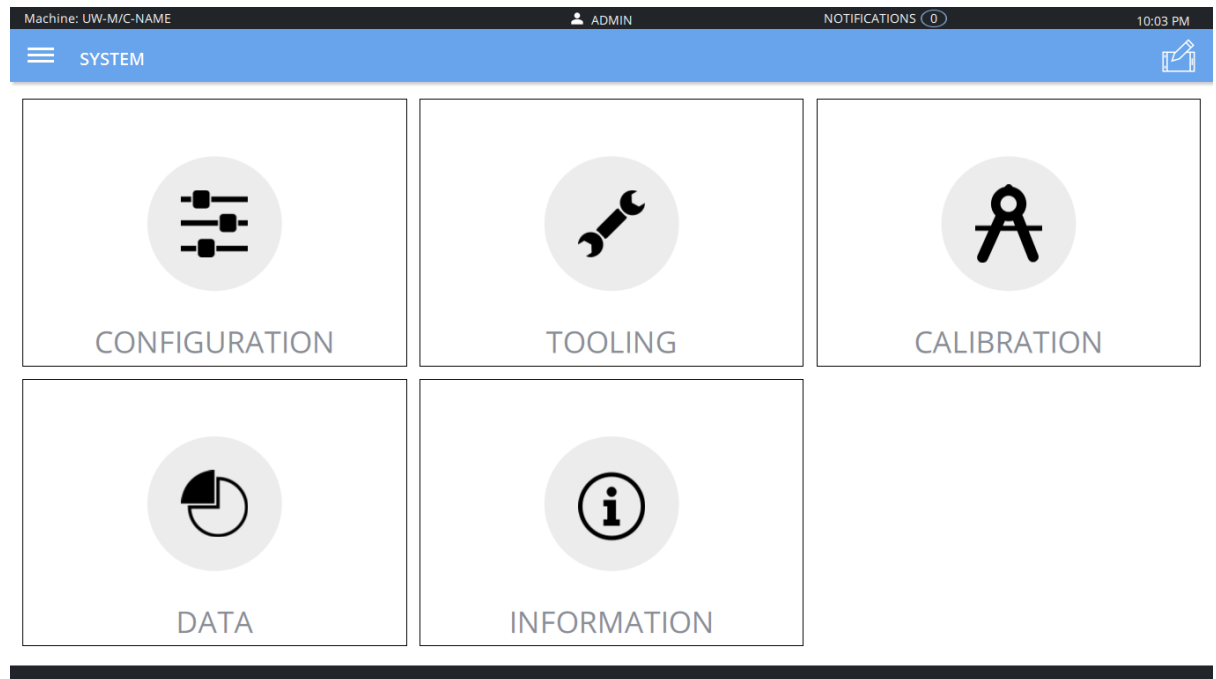 Machine: UW-M/C-NAME ADMIN NOTIFICATIONS 0 10:03 PM
SYSTEM
CONFIGURATION TOOLING CALIBRATION
DATA INFORMATION